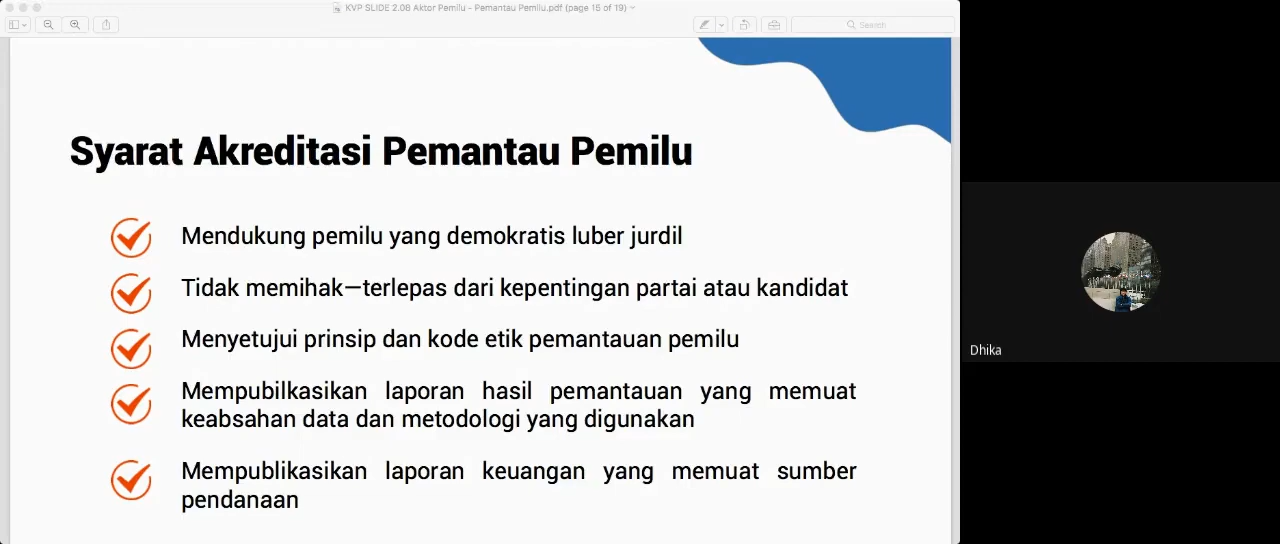 KVP SLIDE 2.08 Aktor Pemilu - Pemantau Pemilu.pdf (page 15 of 19)
Search
Syarat Akreditasi Pemantau Pemilu
Mendukung pemilu yang demokratis luber jurdil
Tidak memihak—terlepas dari kepentingan partai atau kandidat
Menyetujui prinsip dan kode etik pemantauan pemilu
Mempubilkasikan laporan hasil pemantauan yang memuat
keabsahan data dan metodologi yang digunakan
Mempublikasikan laporan keuangan yang memuat sumber
pendanaan
Dhika